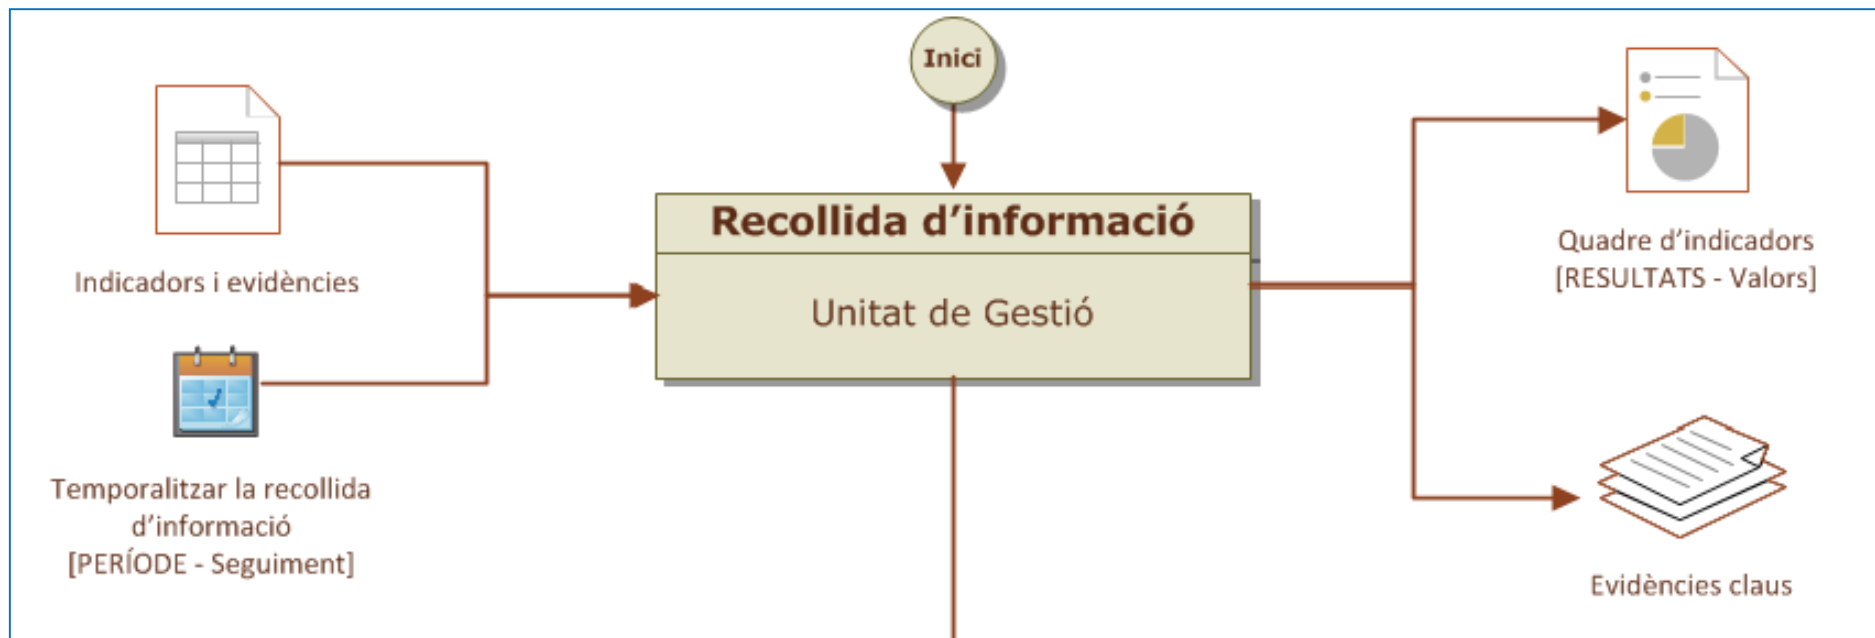 Inici
Indicadors i evidències
Temporalitzar la recollida
d’informació
[PERÍODE - Seguiment]
Recollida d’informació
Unitat de Gestió
Quadre d’indicadors
[RESULTATS - Valors]
Evidències claus